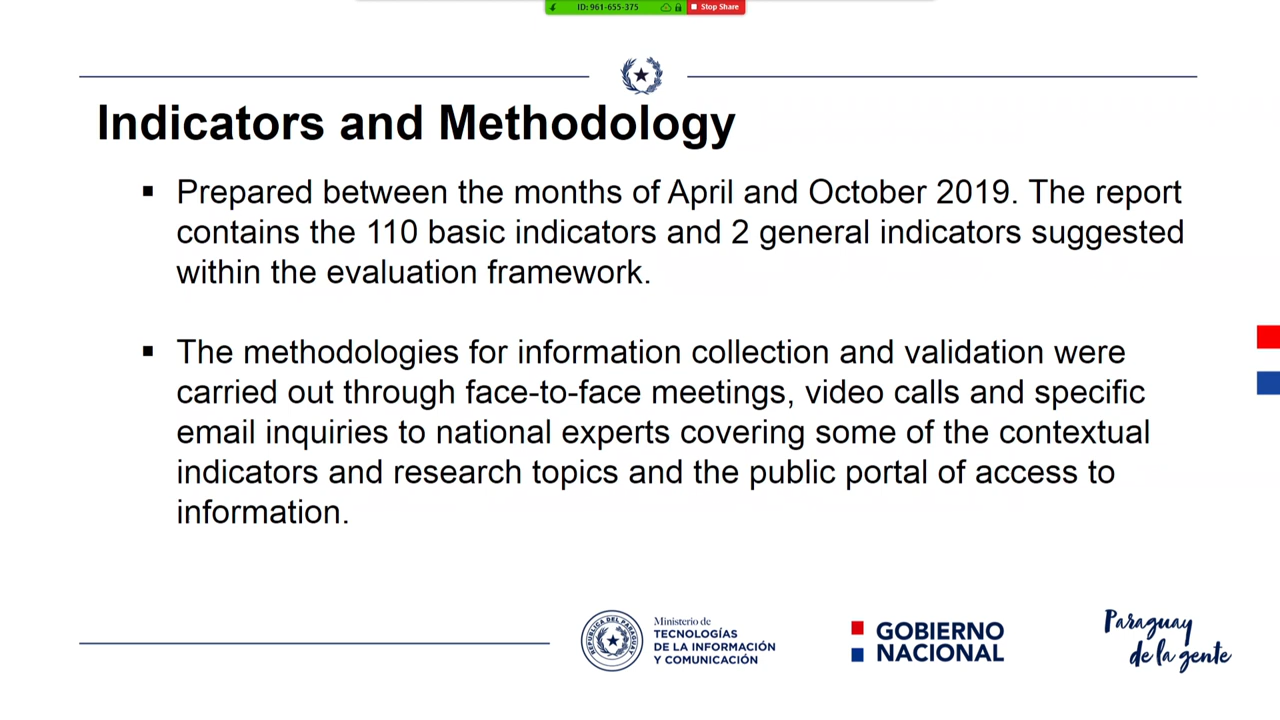 ID: 961-655-375
Stop Share
Indicators and Methodology
▪ Prepared between the months of April and October 2019. The report
contains the 110 basic indicators and 2 general indicators suggested
within the evaluation framework.
▪ The methodologies for information collection and validation were
carried out through face-to-face meetings, video calls and specific
email inquiries to national experts covering some of the contextual
indicators and research topics and the public portal of access to
information.
REPUBLICA DEL PARAGUAY
Ministerio de
TECNOLOGÍAS
DE LA INFORMACIÓN
Y COMUNICACIÓN
GOBIERNO
NACIONAL
Paraguay
de la gente